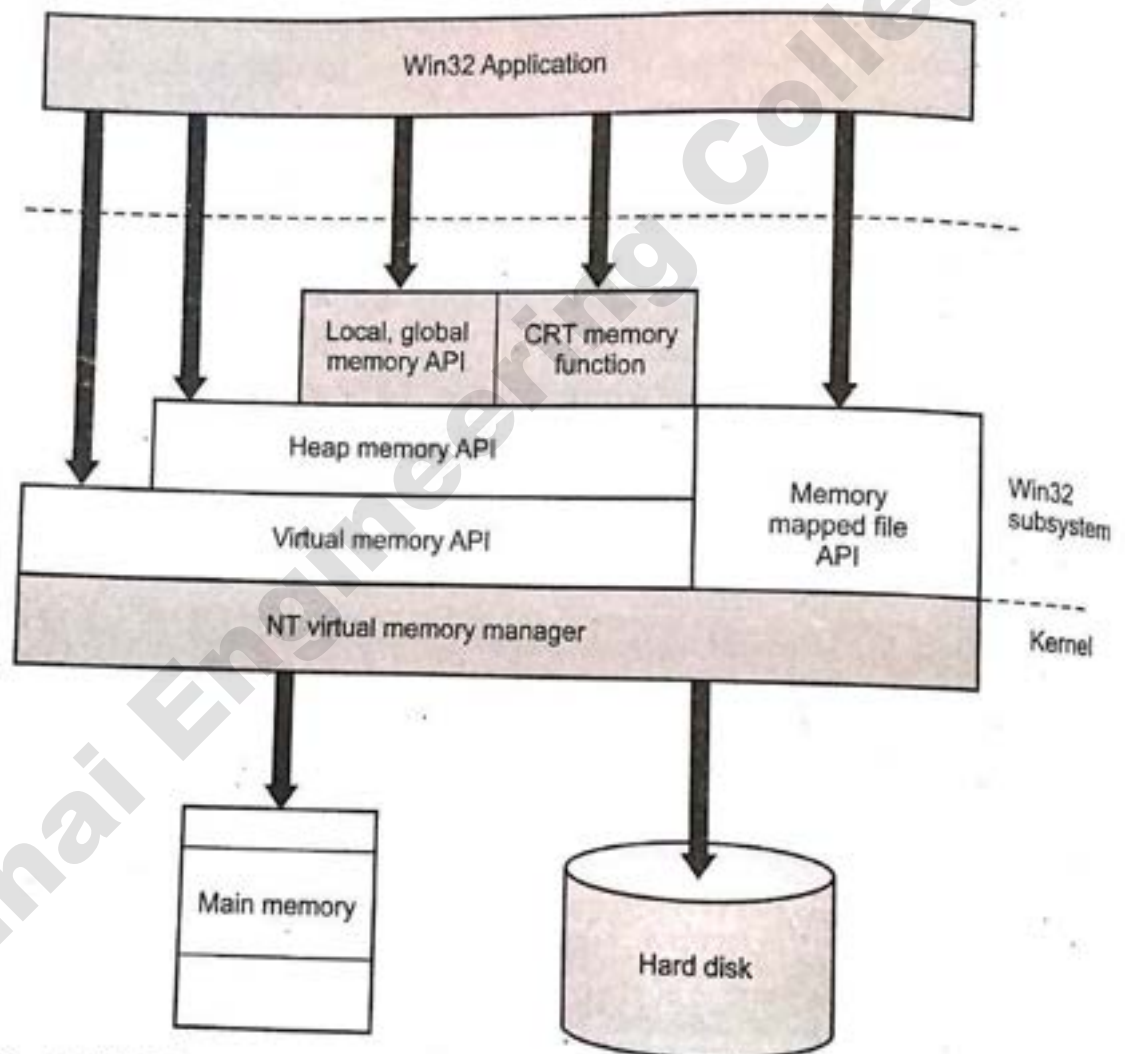 Win32 Application
Local, global
memory API
CRT memory
function
Heap memory API
Memory
mapped file
API
Win32
subsystem
Virtual memory API
NT virtual memory manager
Kernel
Main memory
Hard disk
Engineering